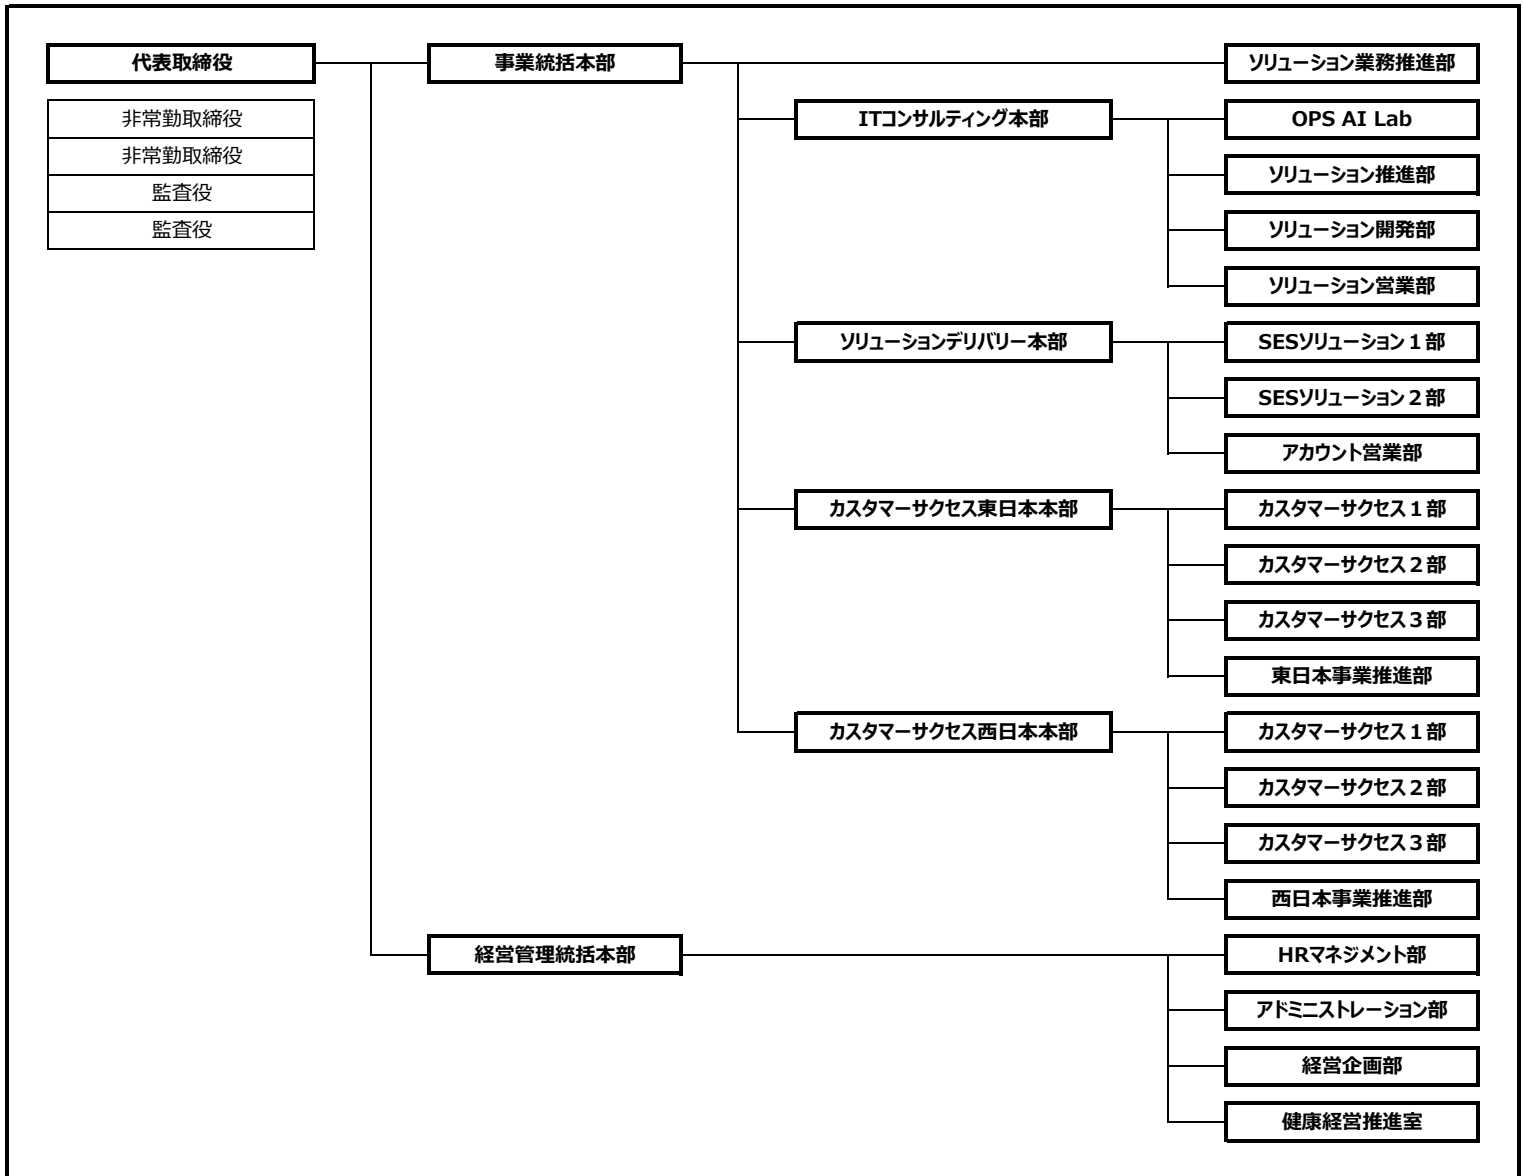 代表取締役
非常勤取締役
非常勤取締役
監査役
監査役
事業統括本部
ソリューション業務推進部
ITコンサルティング本部
OPS AI Lab
ソリューション推進部
ソリューション開発部
ソリューション営業部
ソリューションデリバリー本部
SESソリューション１部
SESソリューション２部
アカウント営業部
カスタマーサクセス東日本本部
カスタマーサクセス１部
カスタマーサクセス２部
カスタマーサクセス３部
東日本事業推進部
カスタマーサクセス西日本本部
カスタマーサクセス１部
カスタマーサクセス２部
カスタマーサクセス３部
西日本事業推進部
経営管理統括本部
HRマネジメント部
アドミニストレーション部
経営企画部
健康経営推進室